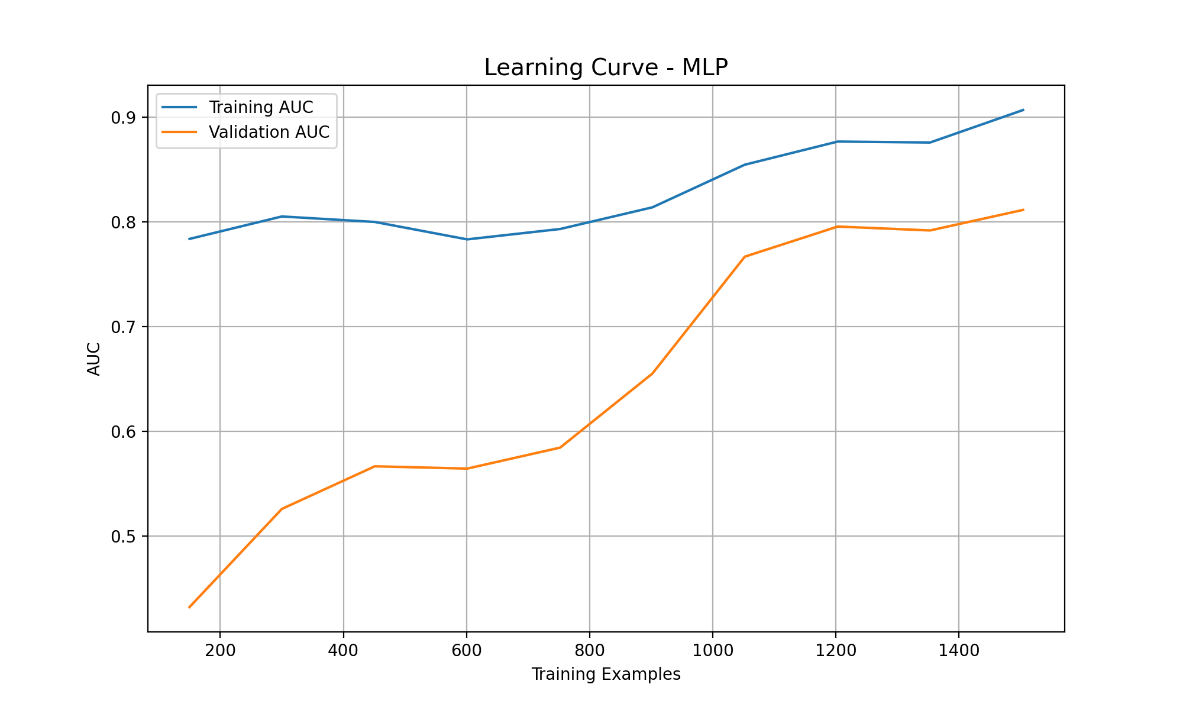 Learning Curve - MLP
Training AUC
Validation AUC
0.9
0.8
0.7
0.6
0.5
AUC
200 400 600 800 1000 1200 1400
Training Examples